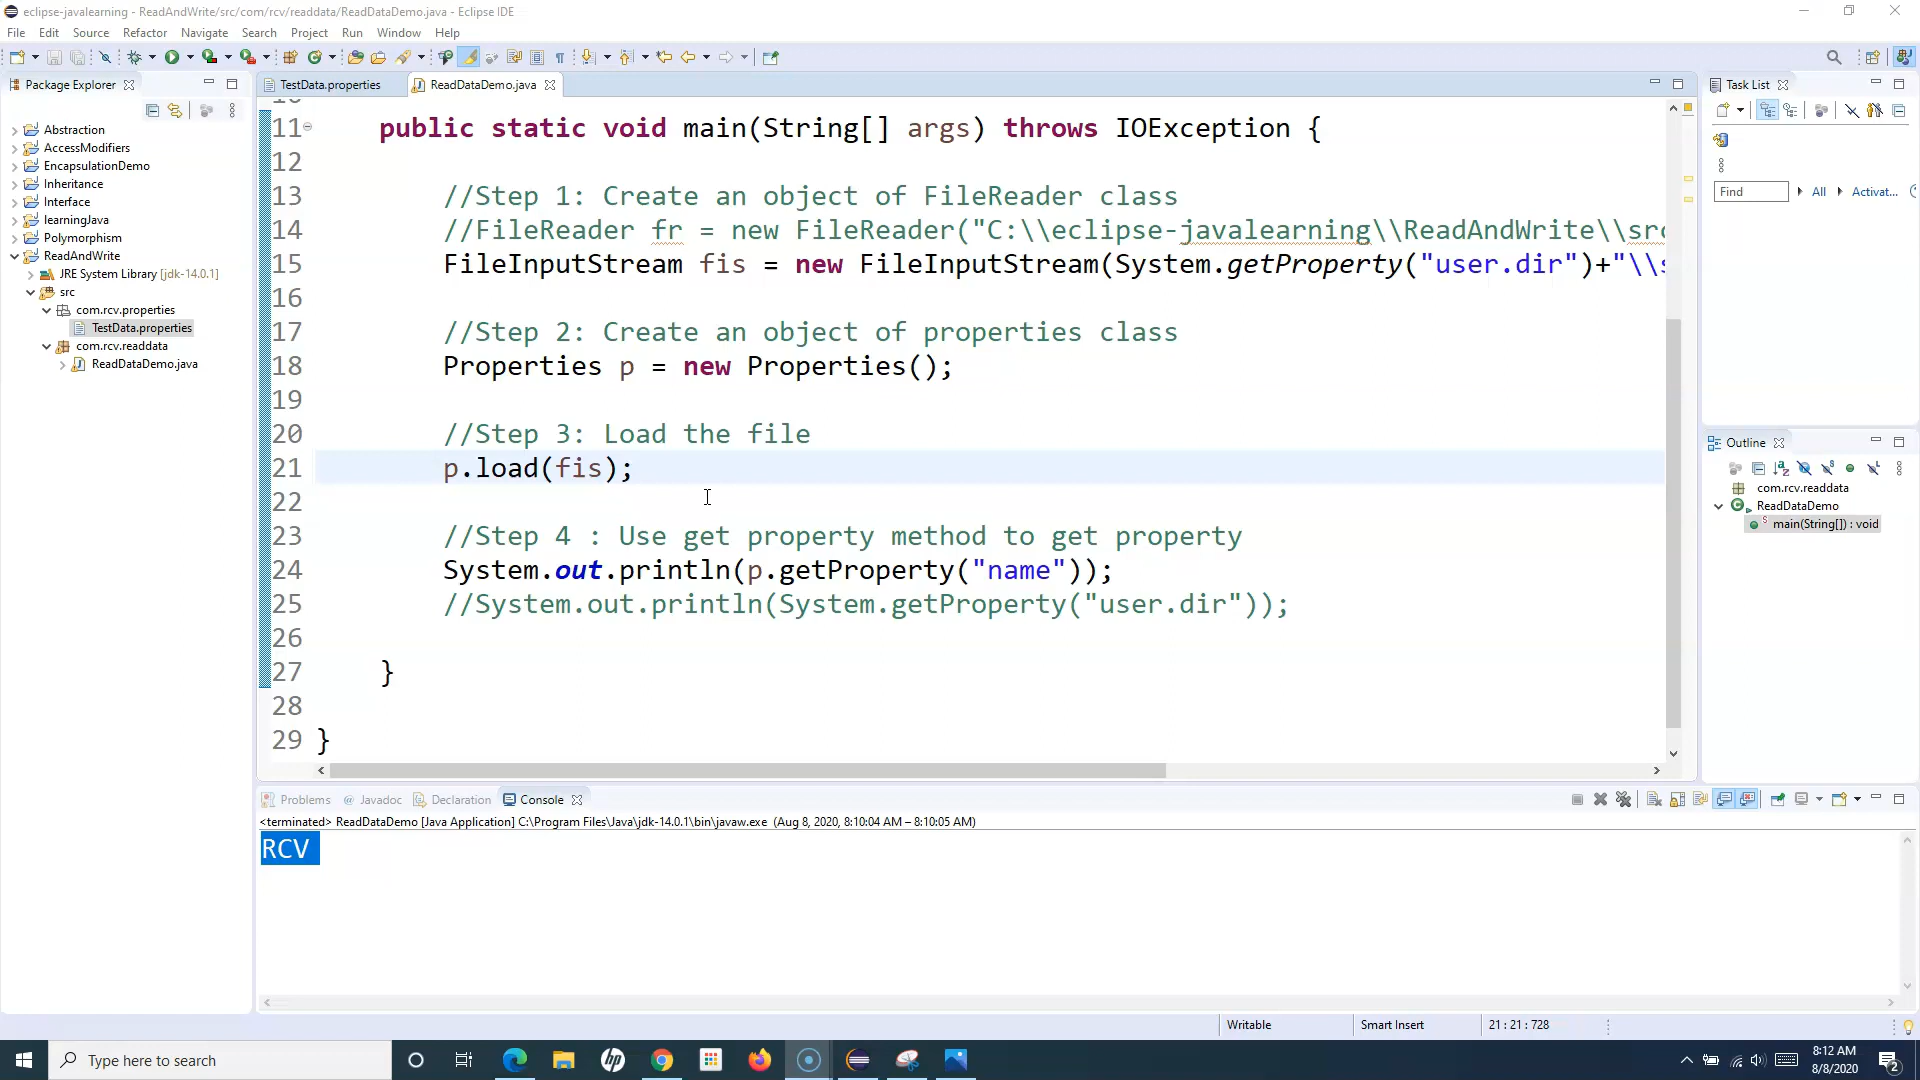 eclipse-javalearning - ReadAndWrite/src/com/rcv/readdata/ReadDataDemo.java - Eclipse IDE
File Edit Source Refactor Navigate Search Project Run Window Help
Package Explorer
Abstraction
AccessModifiers
EncapsulationDemo
Inheritance
Interface
learningJava
Polymorphism
ReadAndWrite
JRE System Library [jdk-14.0.1]
src
com.rcv.properties
TestData.properties
com.rcv.readdata
ReadDataDemo.java
TestData.properties ReadDataDemo.java
11 public static void main(String[] args) throws IOException {
12
13 //Step 1: Create an object of FileReader class
14 //FileReader fr = new FileReader("C:\\eclipse-javalearning\\ReadAndWrite\\src
15 FileInputStream fis = new FileInputStream(System.getProperty("user.dir")+"\\s
16
17 //Step 2: Create an object of properties class
18 Properties p = new Properties();
19
20 //Step 3: Load the file
21 p.load(fis);
22
23 //Step 4 : Use get property method to get property
24 System.out.println(p.getProperty("name"));
25 //System.out.println(System.getProperty("user.dir"));
26
27 }
28
29 }
Task List
Find All Activat...
Outline
com.rcv.readdata
ReadDataDemo
main(String[]) : void
Problems Javadoc Declaration Console
<terminated> ReadDataDemo [Java Application] C:\Program Files\Java\jdk-14.0.1\bin\javaw.exe (Aug 8, 2020, 8:10:04 AM – 8:10:05 AM)
RCV
Writable Smart Insert 21 : 21 : 728
Type here to search
8:12 AM
8/8/2020
2